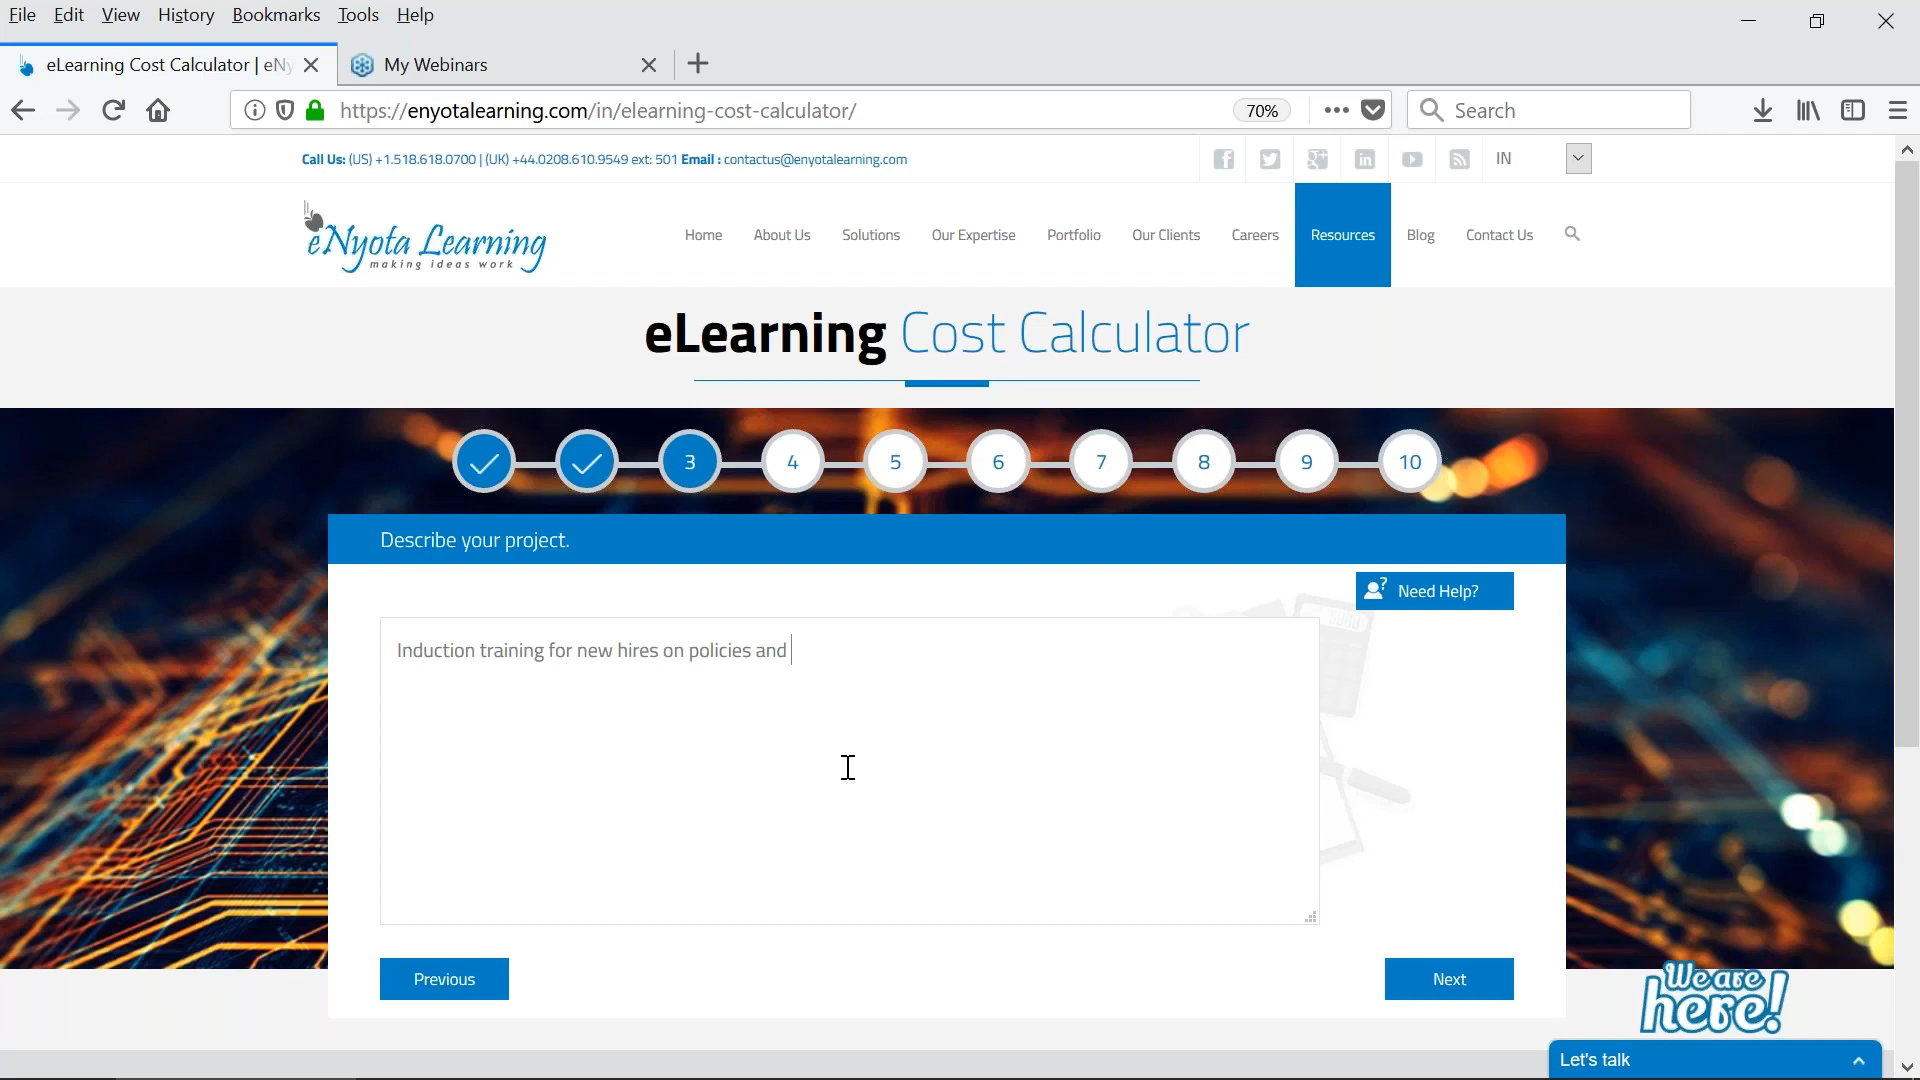 File Edit View History Bookmarks Tools Help
eLearning Cost Calculator | eNy
My Webinars
https://enyotalearning.com/in/elearning-cost-calculator/
70%
Search
Call Us: (US) +1.518.618.0700 | (UK) +44.0208.610.9549 ext: 501 Email : contactus@enyotalearning.com
IN
eNyota Learning
making ideas work
Home About Us Solutions Our Expertise Portfolio Our Clients Careers Resources Blog Contact Us
eLearning Cost Calculator
3 4 5 6 7 8 9 10
Describe your project.
Need Help?
Induction training for new hires on policies and
Previous
Next
We are
here!
Let's talk